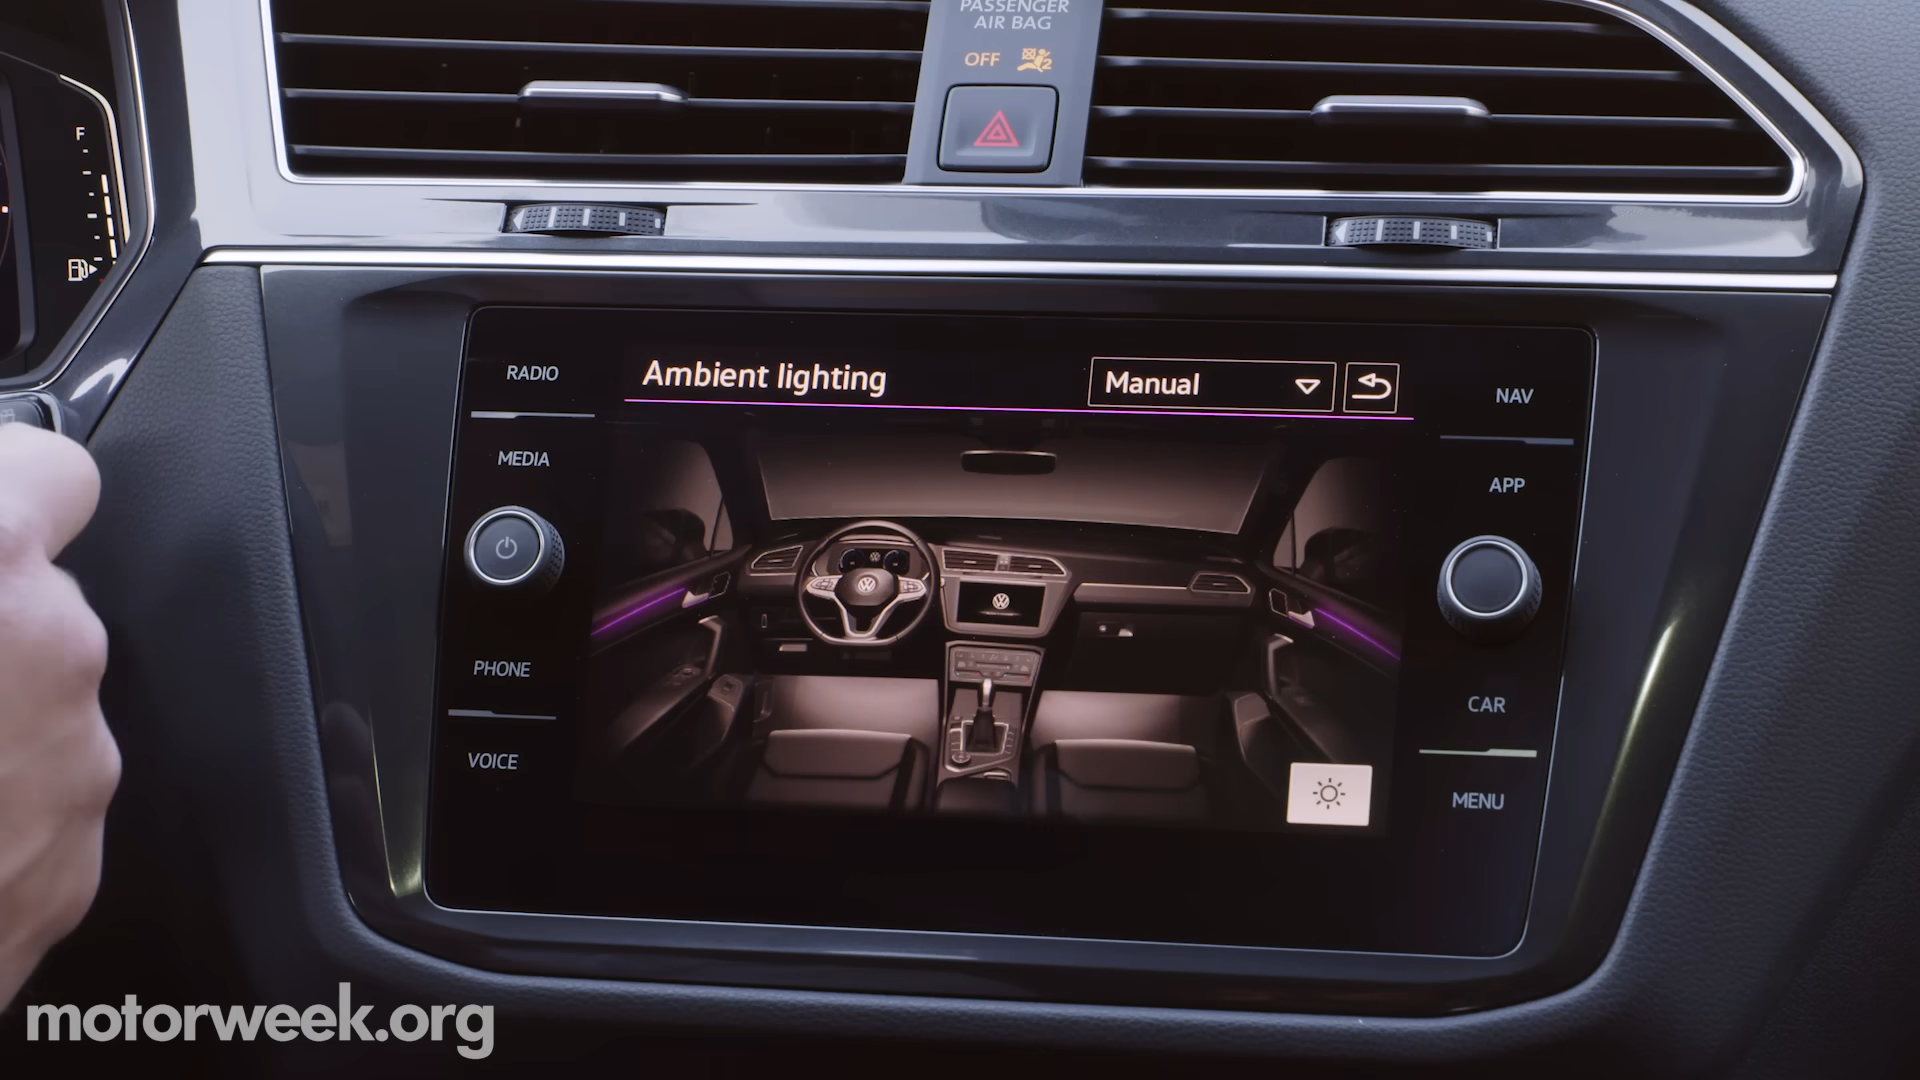 PASSENGER
AIR BAG
OFF
F
RADIO
Ambient lighting
Manual
NAV
MEDIA
APP
PHONE
CAR
VOICE
MENU
motorweek.org